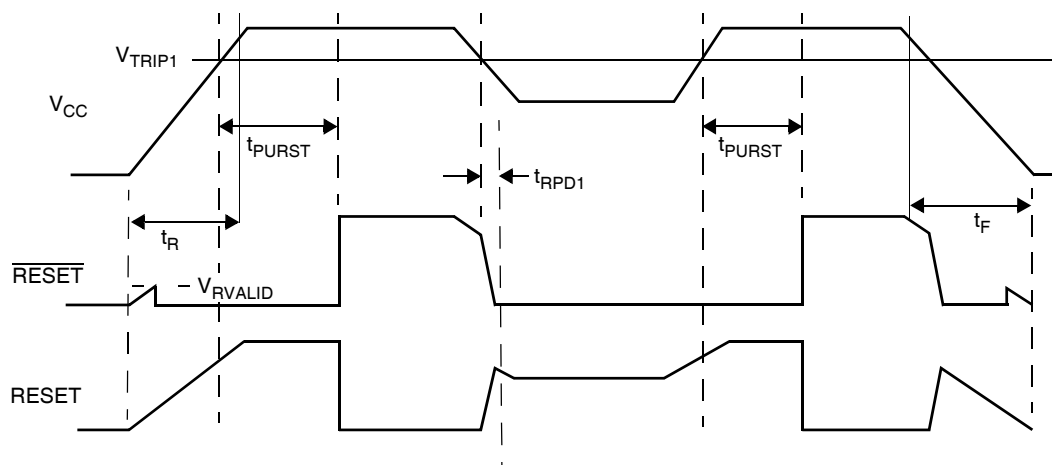 VTRIP1
VCC
tPURST
tPURST
tRPD1
tR
tF
RESET
VRVALID
RESET